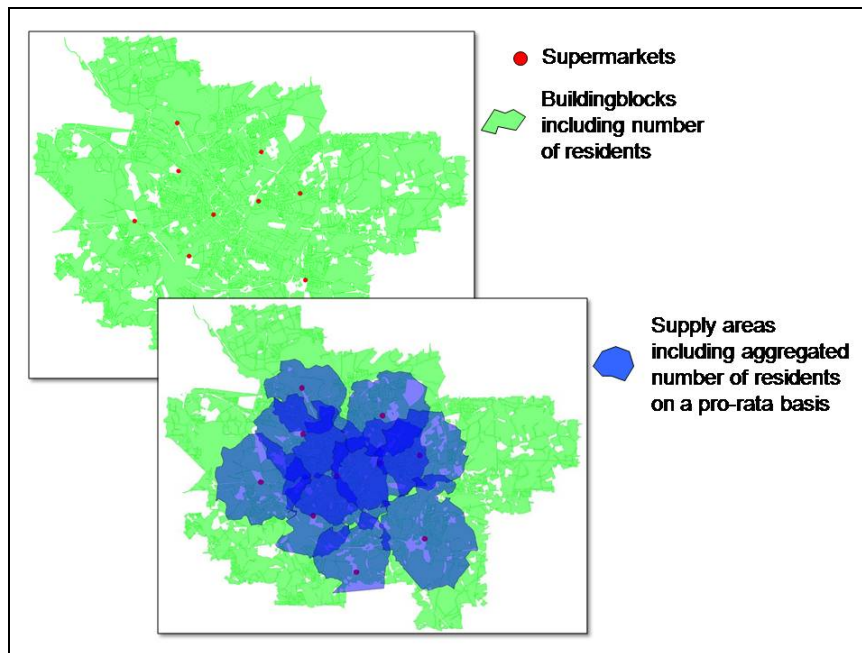 Supermarkets
Buildingblocks
including number
of residents
Supply areas
including aggregated
number of residents
on a pro-rata basis